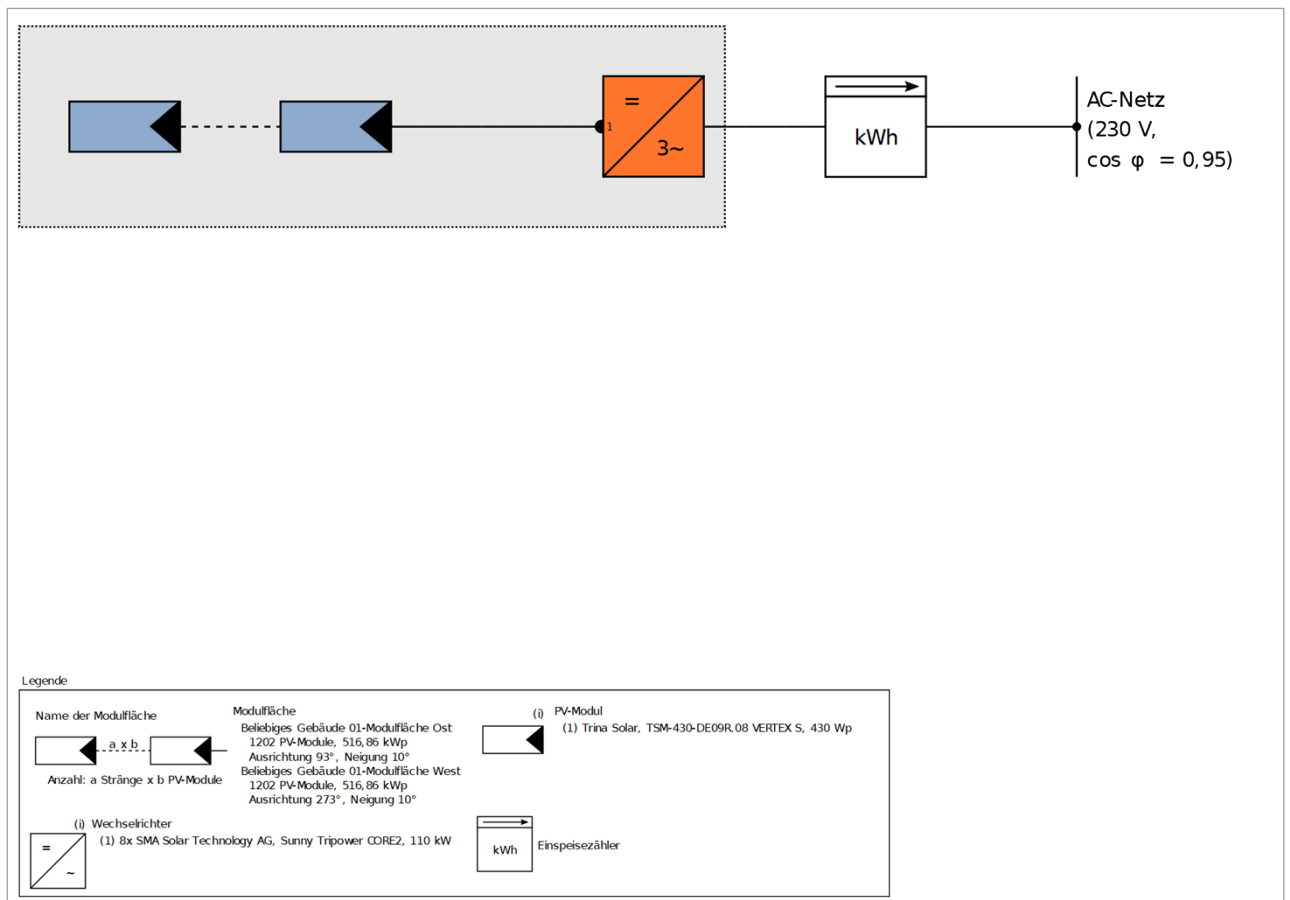 =
1
3~
kWh
AC-Netz
(230 V,
cos φ = 0,95)
Legende
Name der Modulfläche
a x b
Anzahl: a Stränge x b PV-Module
Modulfläche
Beliebiges Gebäude 01-Modulfläche Ost
1202 PV-Module, 516,86 kWp
Ausrichtung 93°, Neigung 10°
Beliebiges Gebäude 01-Modulfläche West
1202 PV-Module, 516,86 kWp
Ausrichtung 273°, Neigung 10°
(i) PV-Modul
(1) Trina Solar, TSM-430-DE09R.08 VERTEX S, 430 Wp
(i) Wechselrichter
(1) 8x SMA Solar Technology AG, Sunny Tripower CORE2, 110 kW
=
~
kWh
Einspeisezähler